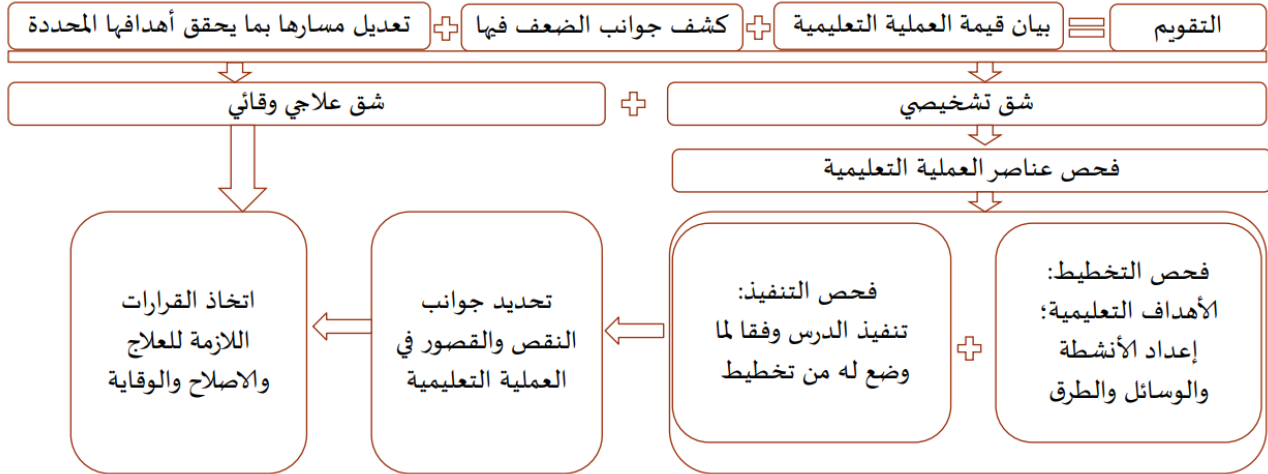 التقويم
بيان قيمة العملية التعليمية
كشف جوانب الضعف فيها
تعديل مسارها بما يحقق أهدافها المحددة
شق تشخيصي
شق علاجي وقائي
فحص عناصر العملية التعليمية
فحص التخطيط:
الأهداف التعليمية؛
إعداد الأنشطة
والوسائل والطرق
فحص التنفيذ:
تنفيذ الدرس وفقا لما
وضع له من تخطيط
تحديد جوانب
النقص والقصور في
العملية التعليمية
اتخاذ القرارات
اللازمة للعلاج
والاصلاح والوقاية